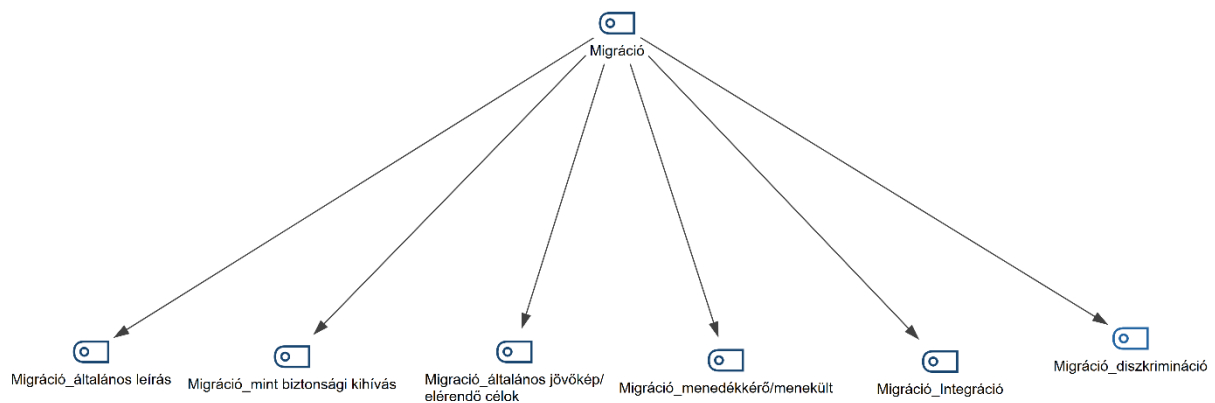 Migráció
Migráció_általános leírás
Migráció_mint biztonsági kihívás
Migració_általános jövőkép/
elérendő célok
Migráció_menedékkérő/menekült
Migráció_Integráció
Migráció_diszkrimináció